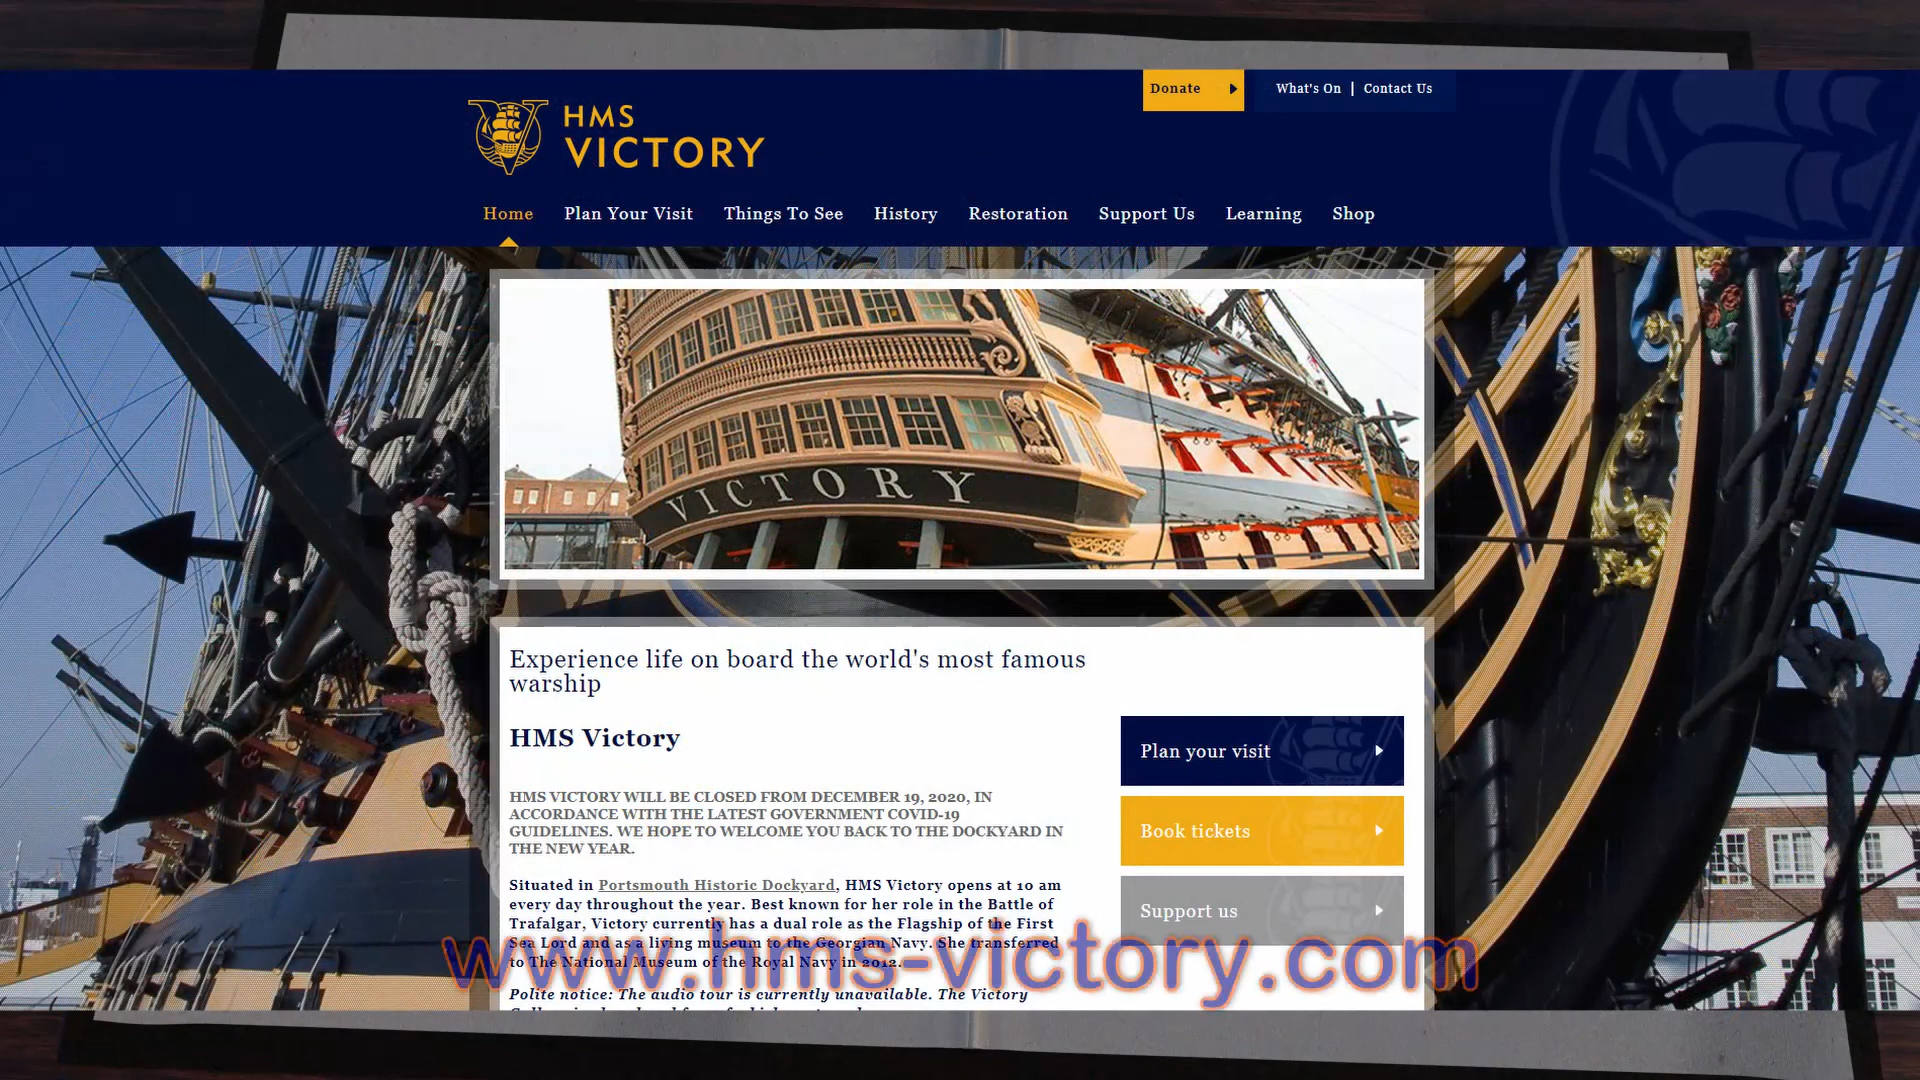 Donate
What's On | Contact Us
HMS
VICTORY
Home Plan Your Visit Things To See History Restoration Support Us Learning Shop
VICTORY
Experience life on board the world's most famous
warship
HMS Victory
HMS VICTORY WILL BE CLOSED FROM DECEMBER 19, 2020, IN
ACCORDANCE WITH THE LATEST GOVERNMENT COVID-19
GUIDELINES. WE HOPE TO WELCOME YOU BACK TO THE DOCKYARD IN
THE NEW YEAR.
Situated in Portsmouth Historic Dockyard, HMS Victory opens at 10 am
every day throughout the year. Best known for her role in the Battle of
Trafalgar, Victory currently has a dual role as the Flagship of the First
Sea Lord and as a living museum to the Georgian Navy. She transferred
to The National Museum of the Royal Navy in 2012.
Polite notice: The audio tour is currently unavailable. The Victory
Plan your visit
Book tickets
Support us
www.hms-victory.com